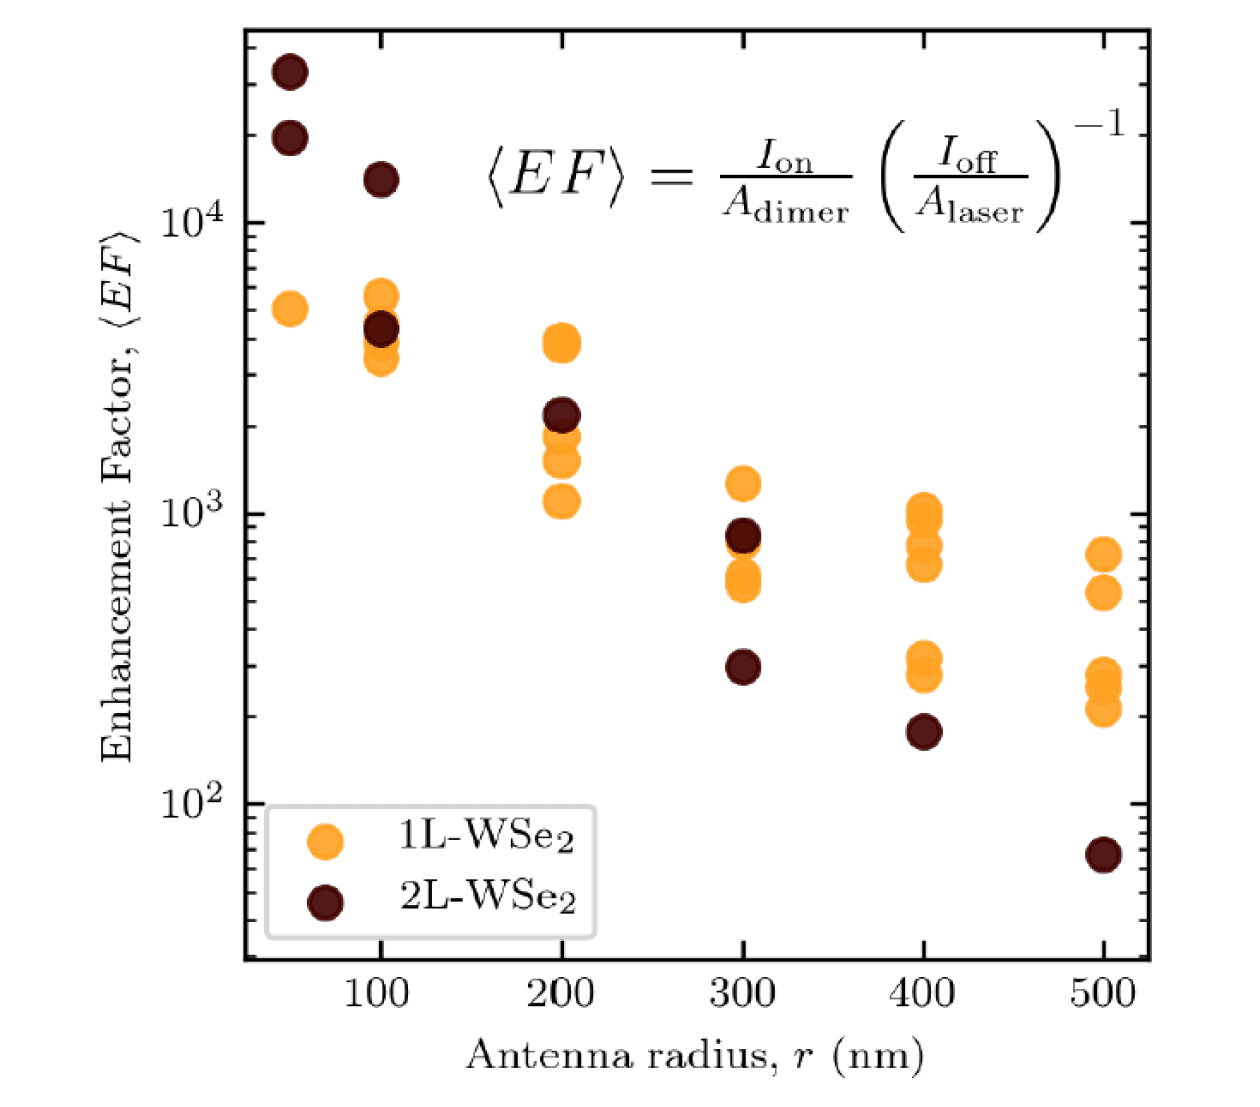 ⟨EF⟩ = I_on / A_dimer (I_off / A_laser)^−1
Enhancement Factor, ⟨EF⟩
10^4
10^3
10^2
1L-WSe₂
2L-WSe₂
100 200 300 400 500
Antenna radius, r (nm)